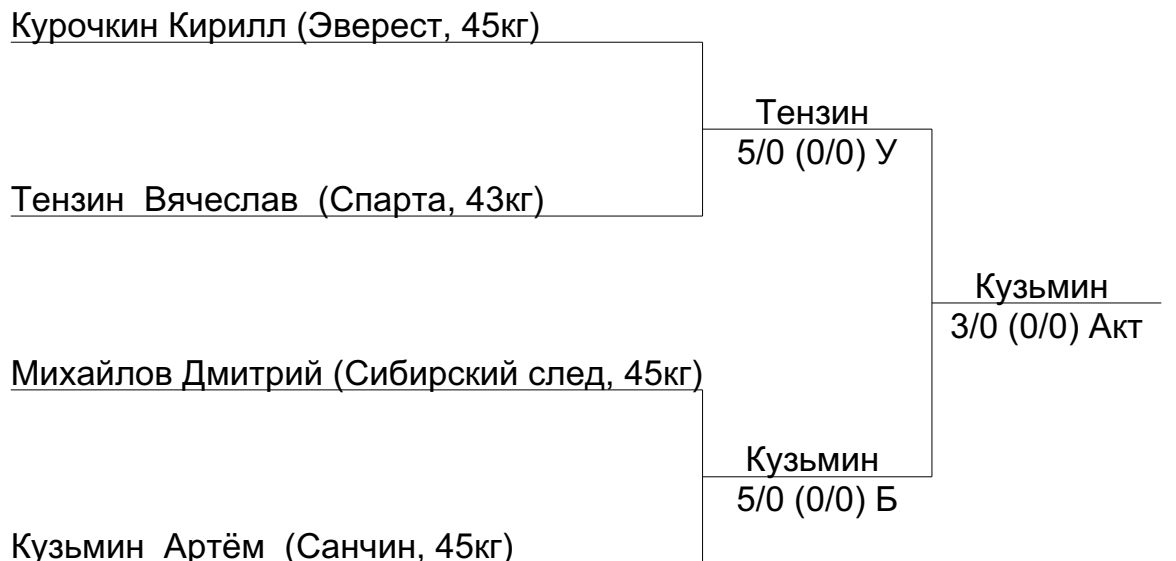 Курочкин Кирилл (Эверест, 45кг)
Тензин
5/0 (0/0) У
Тензин Вячеслав (Спарта, 43кг)
Кузьмин
3/0 (0/0) Акт
Михайлов Дмитрий (Сибирский след, 45кг)
Кузьмин
5/0 (0/0) Б
Кузьмин Артём (Санчин, 45кг)